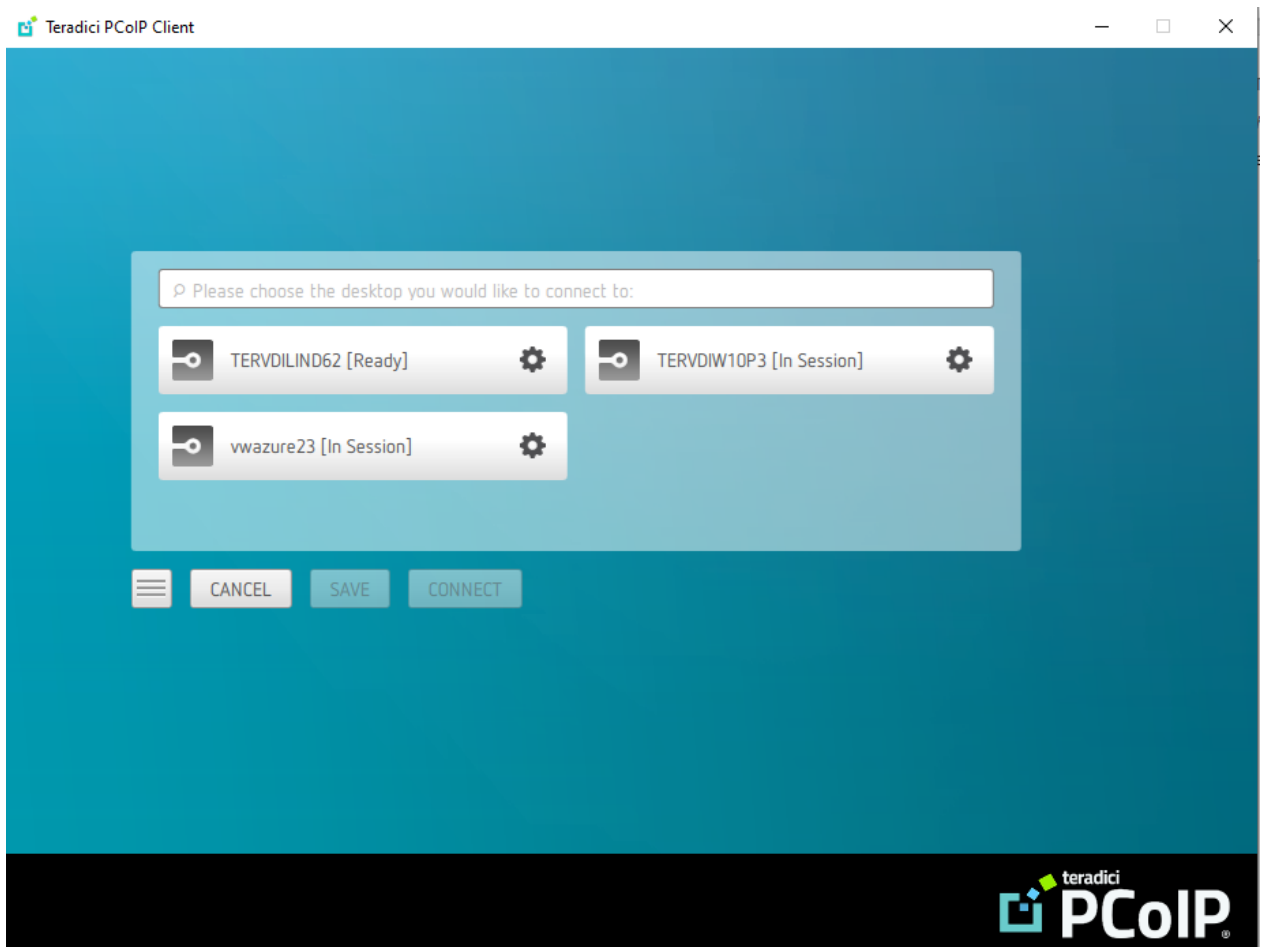 Teradici PCoIP Client
Please choose the desktop you would like to connect to:
TERVDILIND62 [Ready]
TERVDIW10P3 [In Session]
vwazure23 [In Session]
CANCEL
SAVE
CONNECT
teradici
PCoIP®